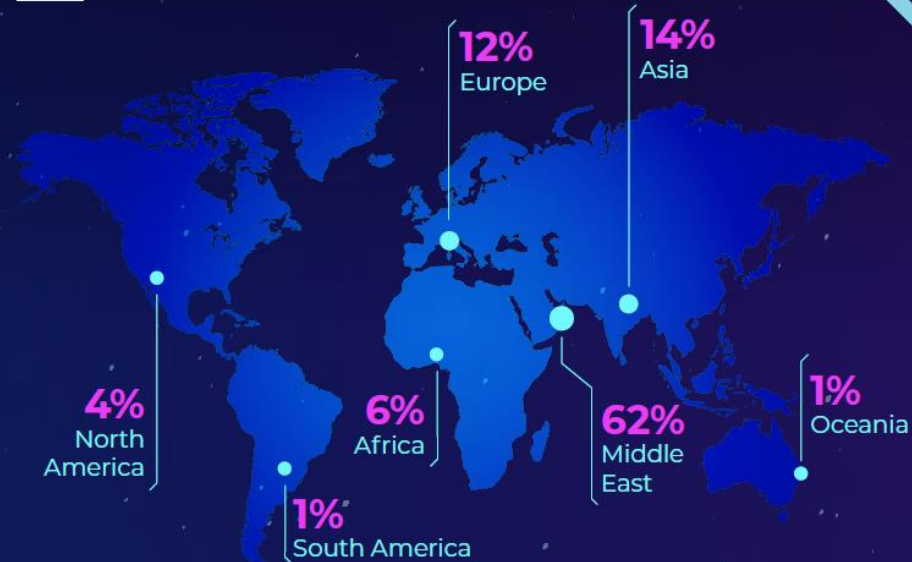 12%
Europe
14%
Asia
4%
North
America
6%
Africa
62%
Middle
East
1%
Oceania
1%
South America